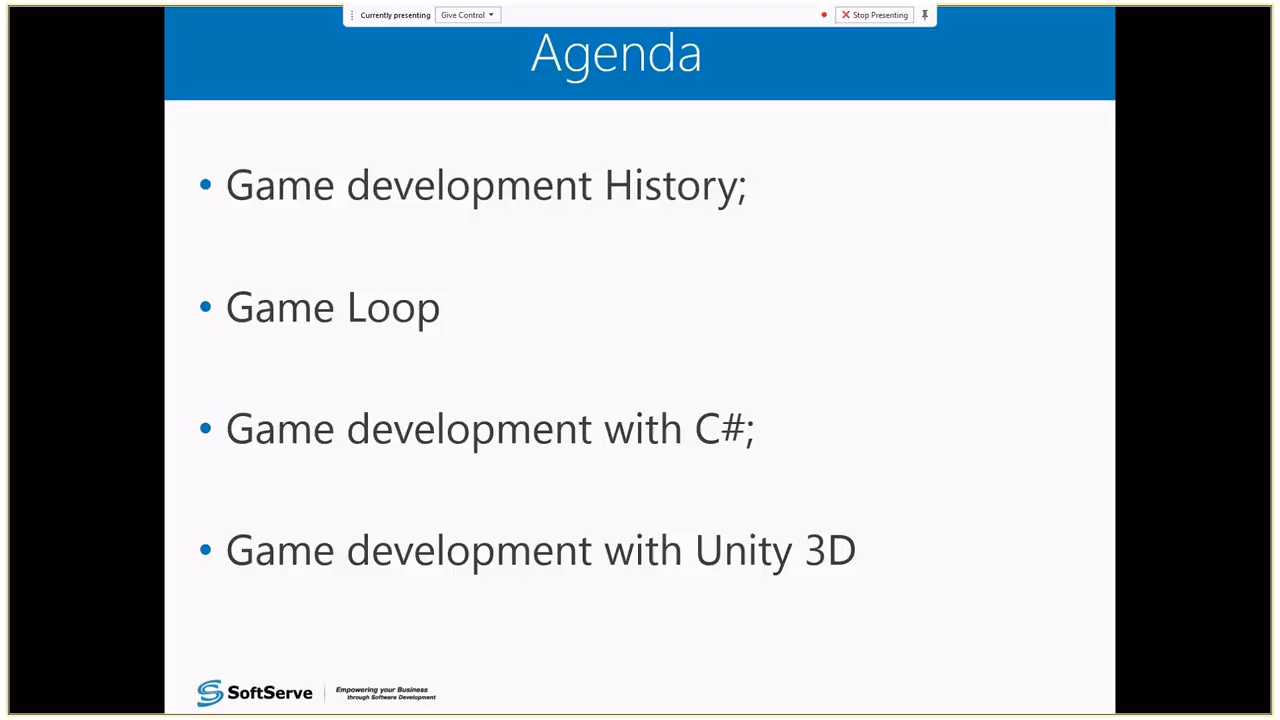 Currently presenting Give Control Stop Presenting
Agenda
• Game development History;
• Game Loop
• Game development with C#;
• Game development with Unity 3D
SoftServe
Empowering your Business
through Software Development